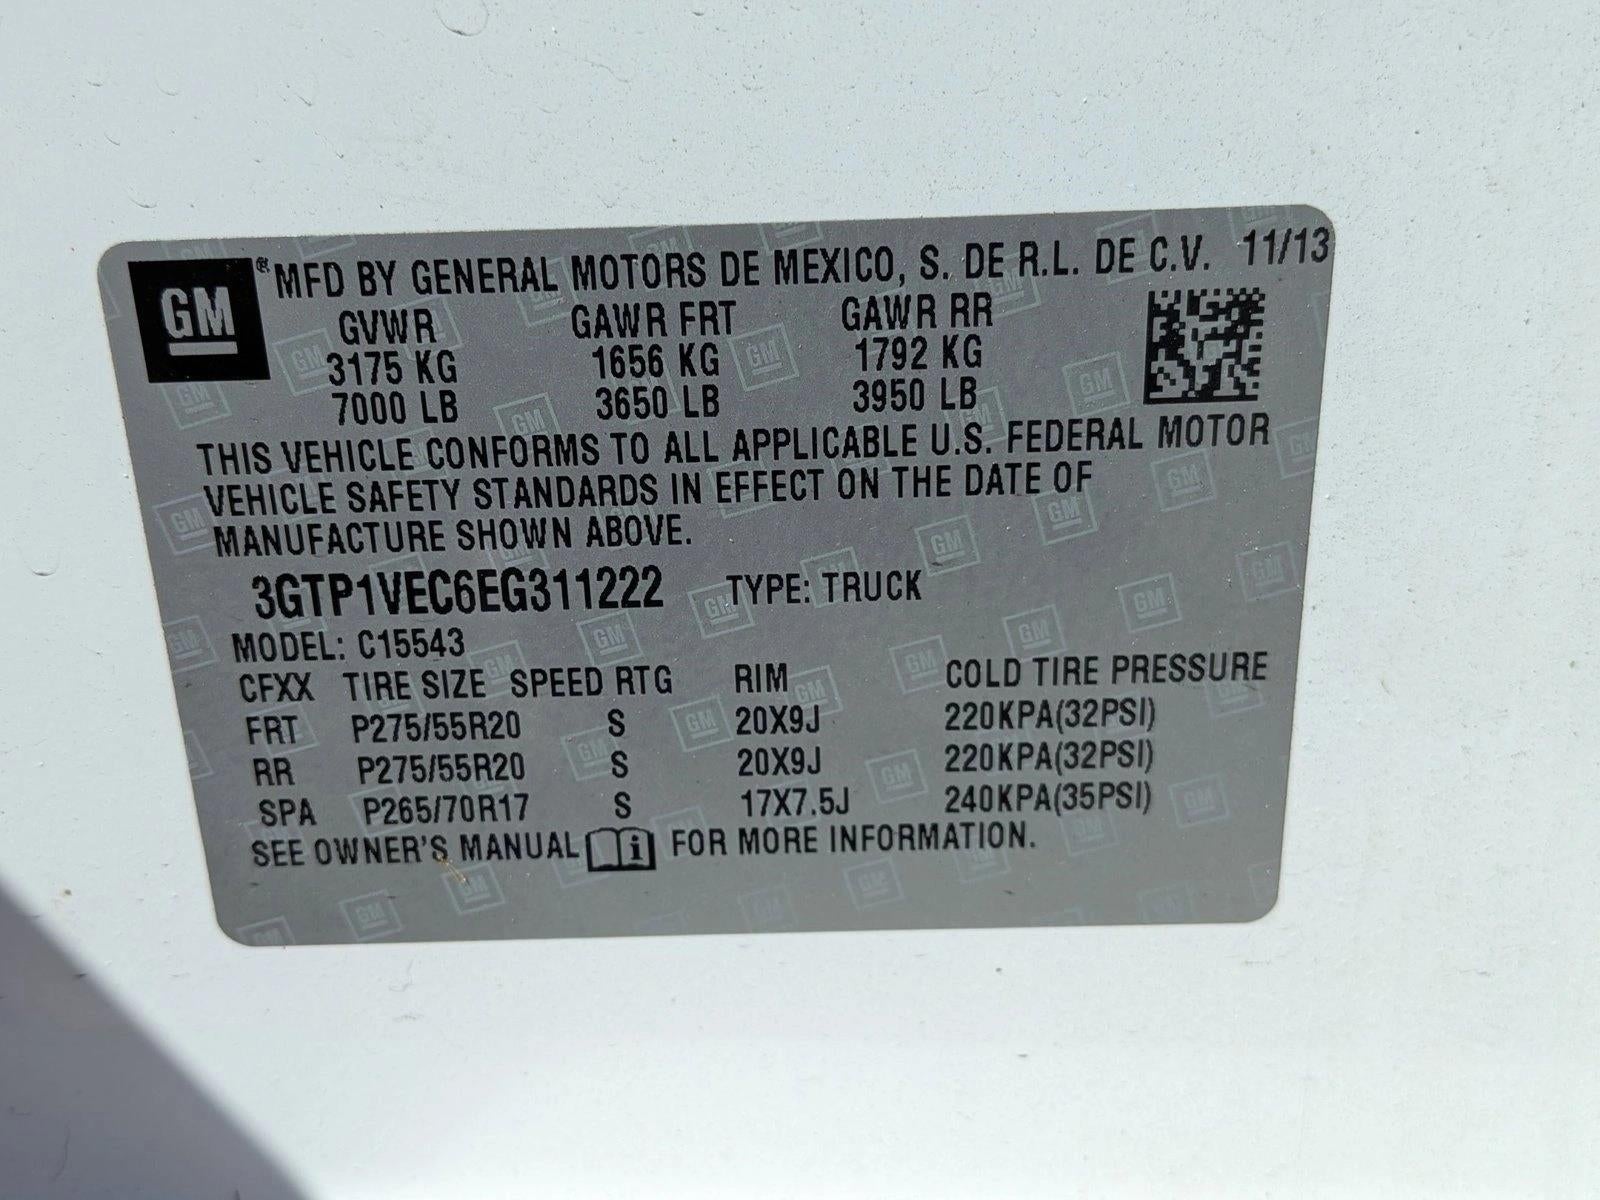 GM ® MFD BY GENERAL MOTORS DE MEXICO, S. DE R.L. DE C.V. 11/13
GVWR GAWR FRT GAWR RR
3175 KG 1656 KG 1792 KG
7000 LB 3650 LB 3950 LB
THIS VEHICLE CONFORMS TO ALL APPLICABLE U.S. FEDERAL MOTOR
VEHICLE SAFETY STANDARDS IN EFFECT ON THE DATE OF
MANUFACTURE SHOWN ABOVE.
3GTP1VEC6EG311222 TYPE: TRUCK
MODEL: C15543
CFXX TIRE SIZE SPEED RTG RIM COLD TIRE PRESSURE
FRT P275/55R20 S 20X9J 220KPA(32PSI)
RR P275/55R20 S 20X9J 220KPA(32PSI)
SPA P265/70R17 S 17X7.5J 240KPA(35PSI)
SEE OWNER'S MANUAL i FOR MORE INFORMATION.